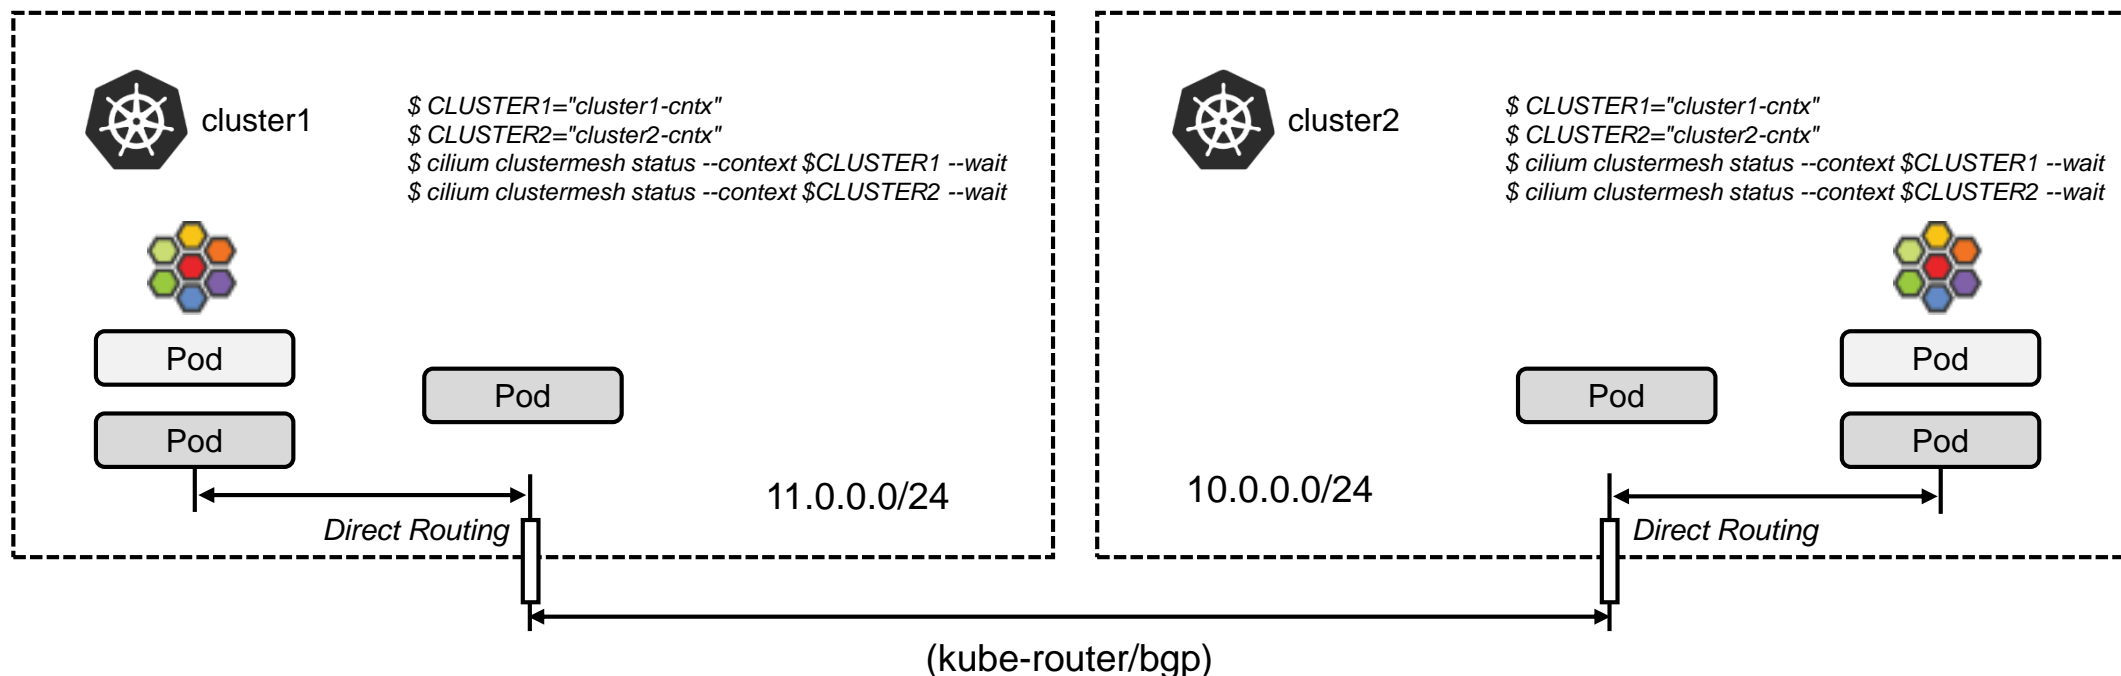 cluster1
$ CLUSTER1="cluster1-cntx"
$ CLUSTER2="cluster2-cntx"
$ cilium clustermesh status --context $CLUSTER1 --wait
$ cilium clustermesh status --context $CLUSTER2 --wait
Pod
Pod
Pod
11.0.0.0/24
Direct Routing
cluster2
$ CLUSTER1="cluster1-cntx"
$ CLUSTER2="cluster2-cntx"
$ cilium clustermesh status --context $CLUSTER1 --wait
$ cilium clustermesh status --context $CLUSTER2 --wait
Pod
Pod
Pod
10.0.0.0/24
Direct Routing
(kube-router/bgp)